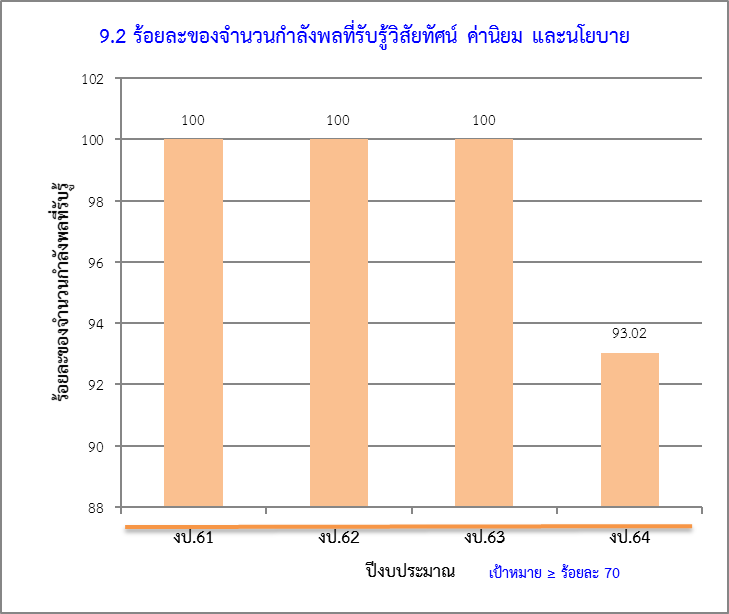 9.2 ร้อยละของจำนวนกำลังพลที่รับรู้วิสัยทัศน์ ค่านิยม และนโยบาย
ร้อยละของจำนวนกำลังพลที่รับรู้
102
100
98
96
94
92
90
88
100
100
100
93.02
งป.61
งป.62
งป.63
งป.64
ปีงบประมาณ
เป้าหมาย ≥ ร้อยละ 70